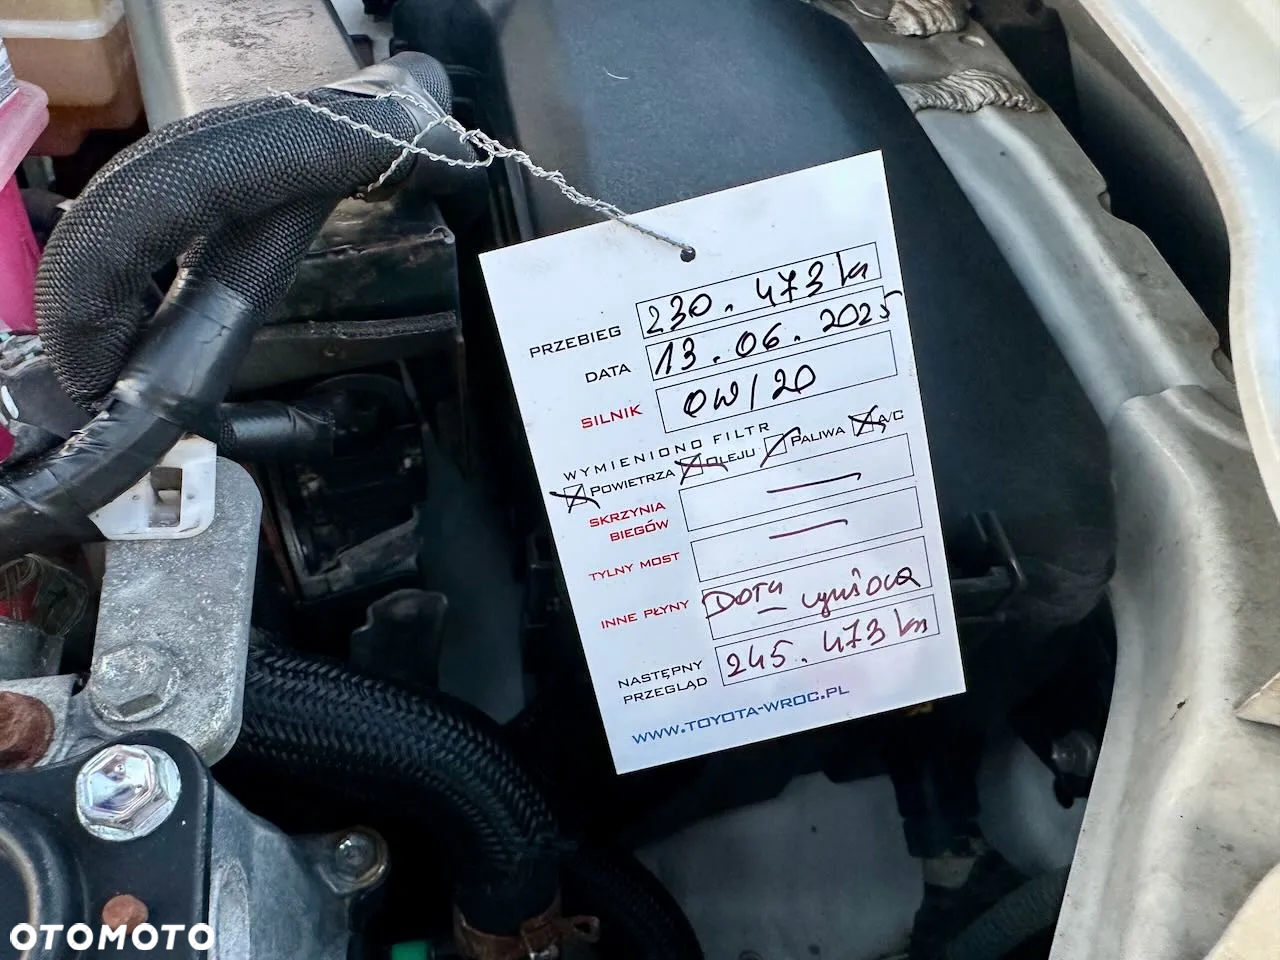 PRZEBIEG 230.473 km
DATA 13.06.2025
SILNIK 0W/20
WYMIENIONO FILTR
POWIETRZA OLEJU PALIWA A/C
SKRZYNIA BIEGÓW —
TYLNY MOST —
INNE PŁYNY DOT4 – wymiana
NASTĘPNY PRZEGLĄD 245.473 km
WWW.TOYOTA-WROC.PL
OTOMOTO